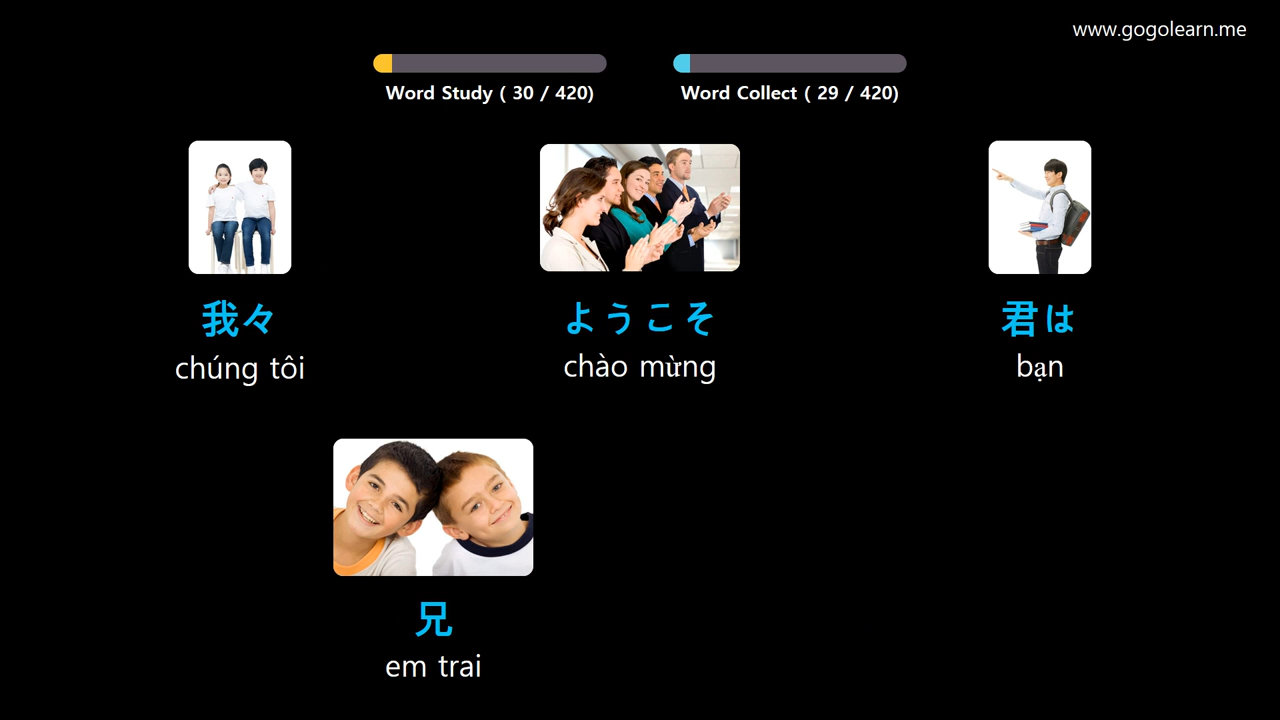 www.gogolearn.me
Word Study ( 30 / 420)
Word Collect ( 29 / 420)
我々
chúng tôi
ようこそ
chào mừng
君は
bạn
兄
em trai